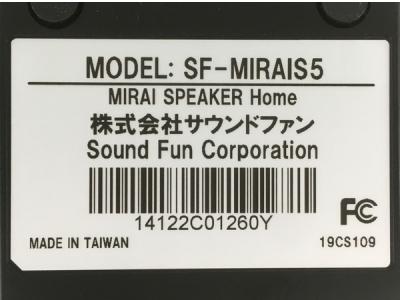 MODEL: SF-MIRAIS5
MIRAI SPEAKER Home
株式会社サウンドファン
Sound Fun Corporation
14122C01260Y
FC
MADE IN TAIWAN 19CS109